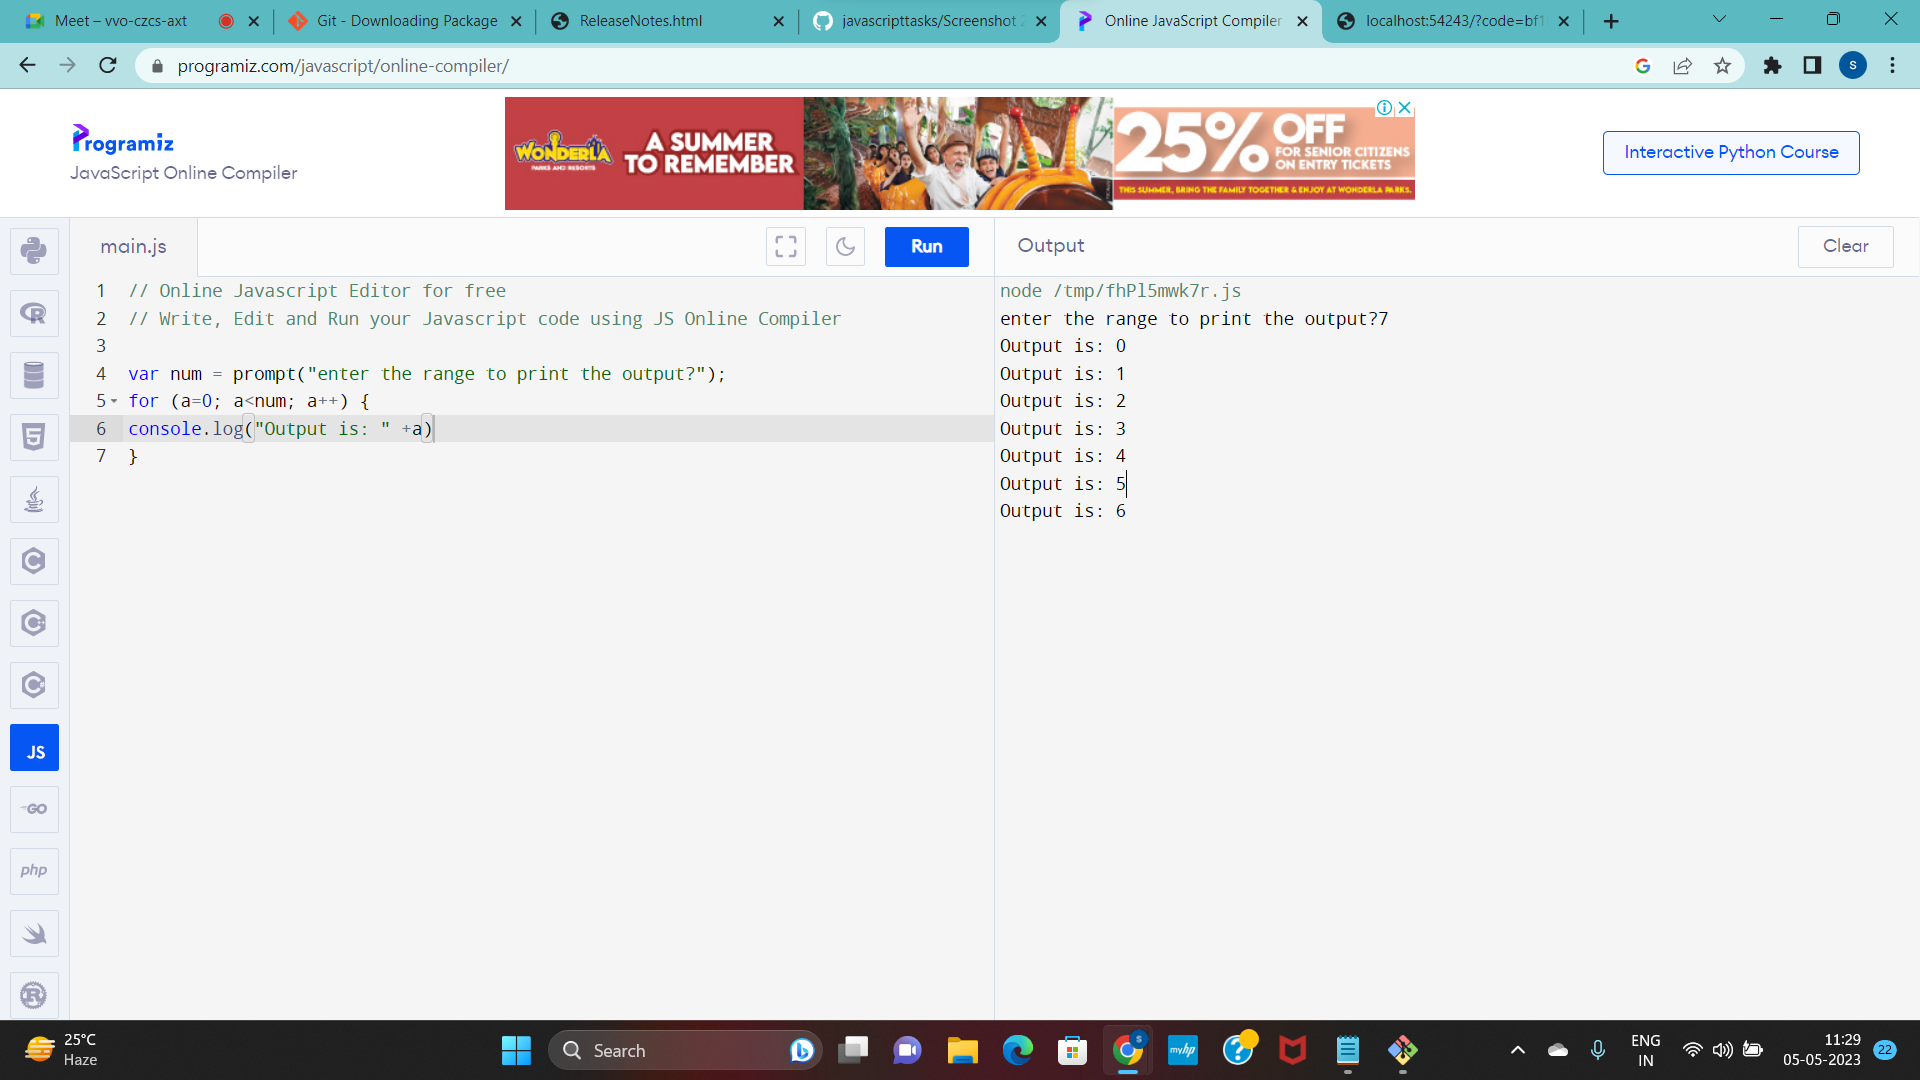 Meet – vvo-czcs-axt
Git - Downloading Package
ReleaseNotes.html
javascripttasks/Screenshot
Online JavaScript Compiler
localhost:54243/?code=bf1
programiz.com/javascript/online-compiler/
S
Programiz
JavaScript Online Compiler
WONDERLA
PARKS AND RESORTS
A SUMMER
TO REMEMBER
25% OFF
FOR SENIOR CITIZENS
ON ENTRY TICKETS
THIS SUMMER, BRING THE FAMILY TOGETHER & ENJOY AT WONDERLA PARKS.
Interactive Python Course
main.js
Run
Output
Clear
1 // Online Javascript Editor for free
2 // Write, Edit and Run your Javascript code using JS Online Compiler
3
4 var num = prompt("enter the range to print the output?");
5 for (a=0; a<num; a++) {
6 console.log("Output is: " +a)
7 }
node /tmp/fhPl5mwk7r.js
enter the range to print the output?7
Output is: 0
Output is: 1
Output is: 2
Output is: 3
Output is: 4
Output is: 5
Output is: 6
JS
GO
php
25°C
Haze
Search
myhp
ENG
IN
11:29
05-05-2023
22